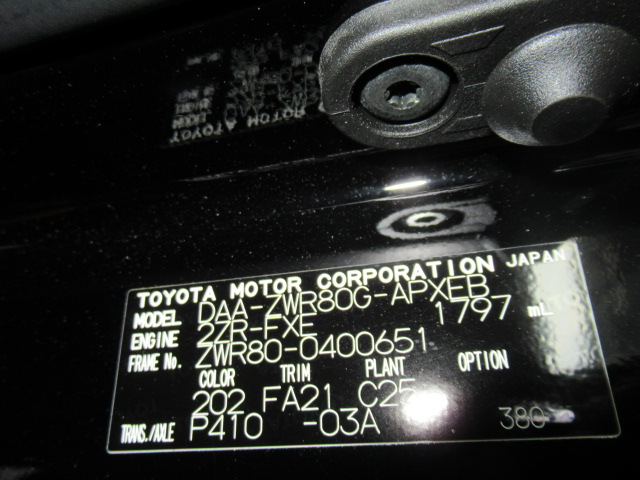 TOYOTA MOTOR CORPORATION JAPAN
MODEL DAA-ZWR80G-APXEB
ENGINE 2ZR-FXE 1797 mL
FRAME No. ZWR80-0400651
COLOR TRIM PLANT OPTION
202 FA21 C25
TRANS./AXLE P410 -03A 380